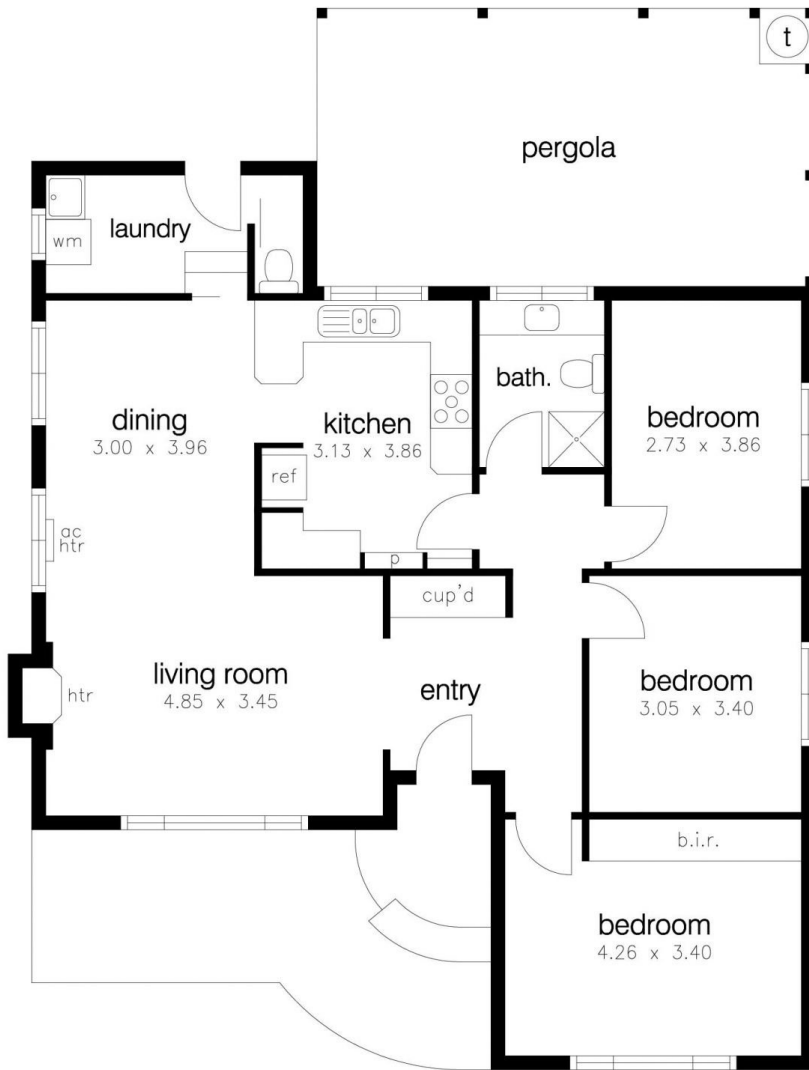 t
pergola
laundry
wm
dining
3.00 x 3.96
kitchen
3.13 x 3.86
bath.
bedroom
2.73 x 3.86
ref
ac
htr
p
cup'd
living room
4.85 x 3.45
htr
entry
bedroom
3.05 x 3.40
b.i.r.
bedroom
4.26 x 3.40